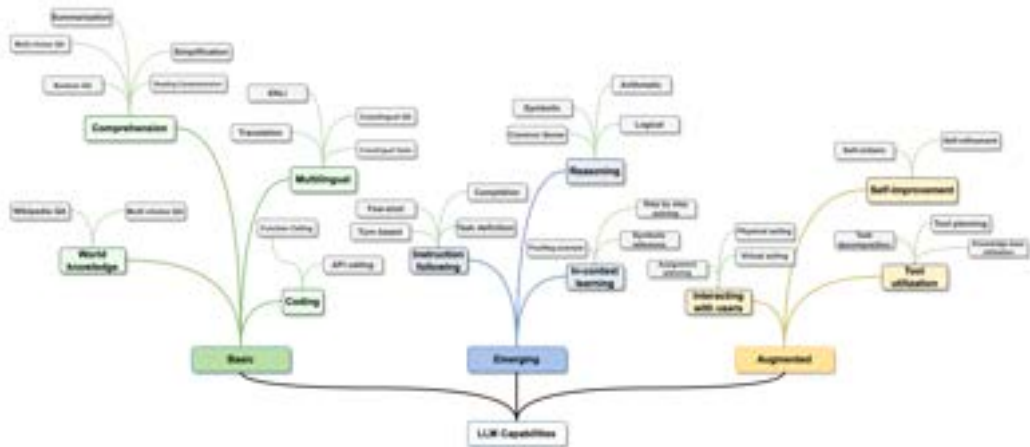 Summarization
Multi-choice QA
Simplification
Boolean QA
Reading Comprehension
Comprehension
XNLI
Crosslingual QA
Translation
Crosslingual Tasks
Multilingual
Wikipedia QA
Multi-choice QA
World
knowledge
Function Calling
API calling
Coding
Basic
Arithmetic
Symbolic
Common Sense
Logical
Reasoning
Completion
Few-shot
Turn based
Task definition
Instruction
following
Step by step
solving
Symbolic
reference
Pos/Neg example
In-context
learning
Emerging
Self-criticism
Self-refinement
Self-improvement
Tool planning
Task
decomposition
Knowledge base
utilization
Tool
utilization
Physical acting
Virtual acting
Assignment
planning
Interacting
with users
Augmented
LLM Capabilities